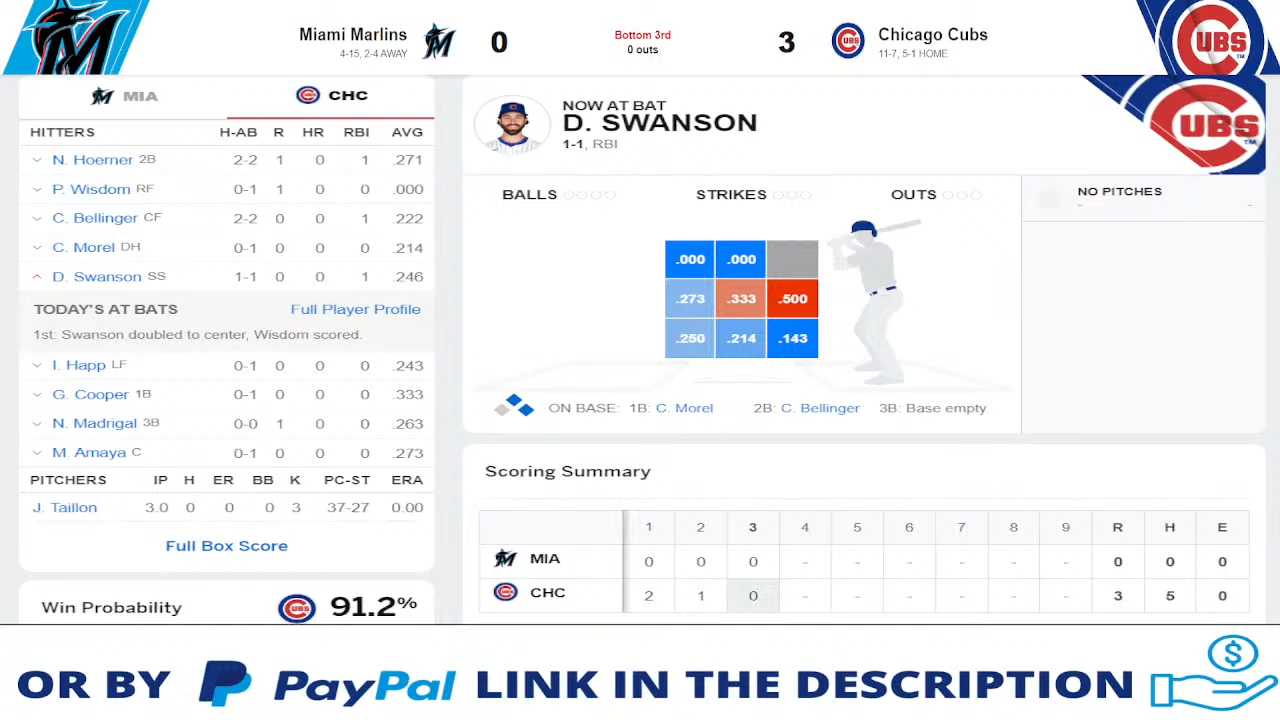 Miami Marlins 0 Bottom 3rd 3 Chicago Cubs
4-15, 2-4 AWAY 0 outs 11-7, 5-1 HOME
CUBS
MIA CHC
HITTERS H-AB R HR RBI AVG
N. Hoerner 2B 2-2 1 0 1 .271
P. Wisdom RF 0-1 1 0 0 .000
C. Bellinger CF 2-2 0 0 1 .222
C. Morel DH 0-1 0 0 0 .214
D. Swanson SS 1-1 0 0 1 .246
TODAY'S AT BATS Full Player Profile
1st: Swanson doubled to center, Wisdom scored.
I. Happ LF 0-1 0 0 0 .243
G. Cooper 1B 0-1 0 0 0 .333
N. Madrigal 3B 0-0 1 0 0 .263
M. Amaya C 0-1 0 0 0 .273
PITCHERS IP H ER BB K PC-ST ERA
J. Taillon 3.0 0 0 0 3 37-27 0.00
Full Box Score
Win Probability CUBS 91.2%
NOW AT BAT
D. SWANSON
1-1, RBI
CUBS
BALLS STRIKES OUTS
.000 .000
.273 .333 .500
.250 .214 .143
ON BASE: 1B: C. Morel 2B: C. Bellinger 3B: Base empty
NO PITCHES
- -
Scoring Summary
1 2 3 4 5 6 7 8 9 R H E
MIA 0 0 0 - - - - - - 0 0 0
CHC 2 1 0 - - - - - - 3 5 0
OR BY PayPal LINK IN THE DESCRIPTION